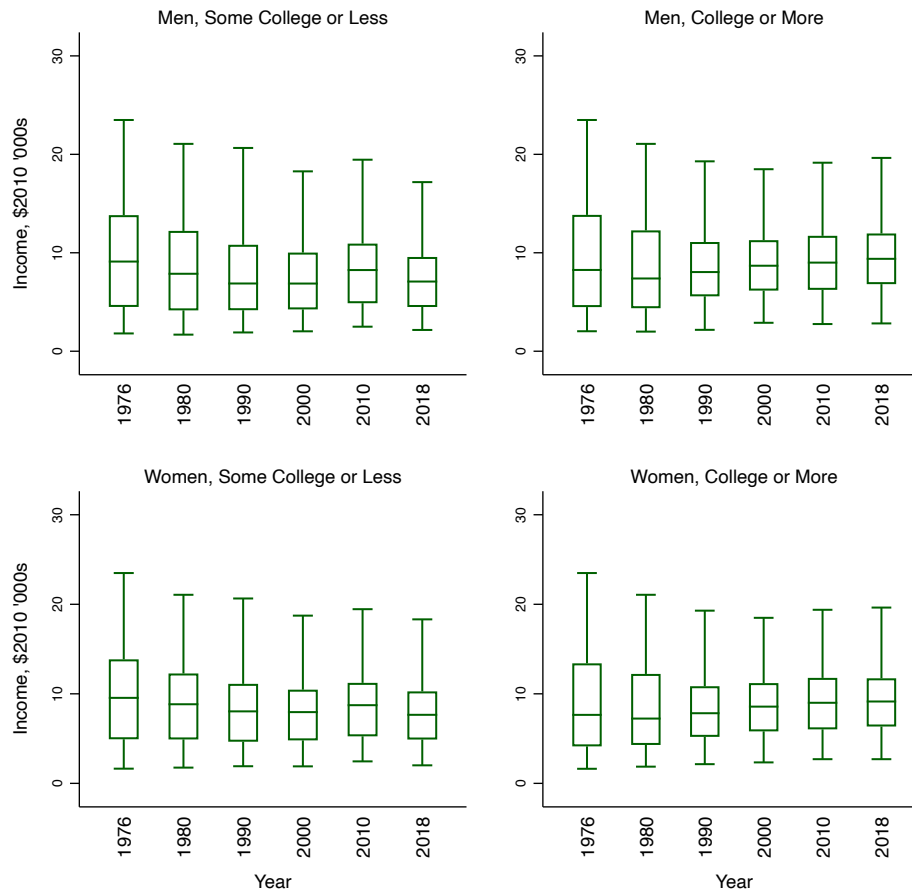 Men, Some College or Less
Income, $2010 '000s
30
20
10
0
1976 1980 1990 2000 2010 2018
Men, College or More
30
20
10
0
1976 1980 1990 2000 2010 2018
Women, Some College or Less
Income, $2010 '000s
30
20
10
0
1976 1980 1990 2000 2010 2018
Year
Women, College or More
30
20
10
0
1976 1980 1990 2000 2010 2018
Year